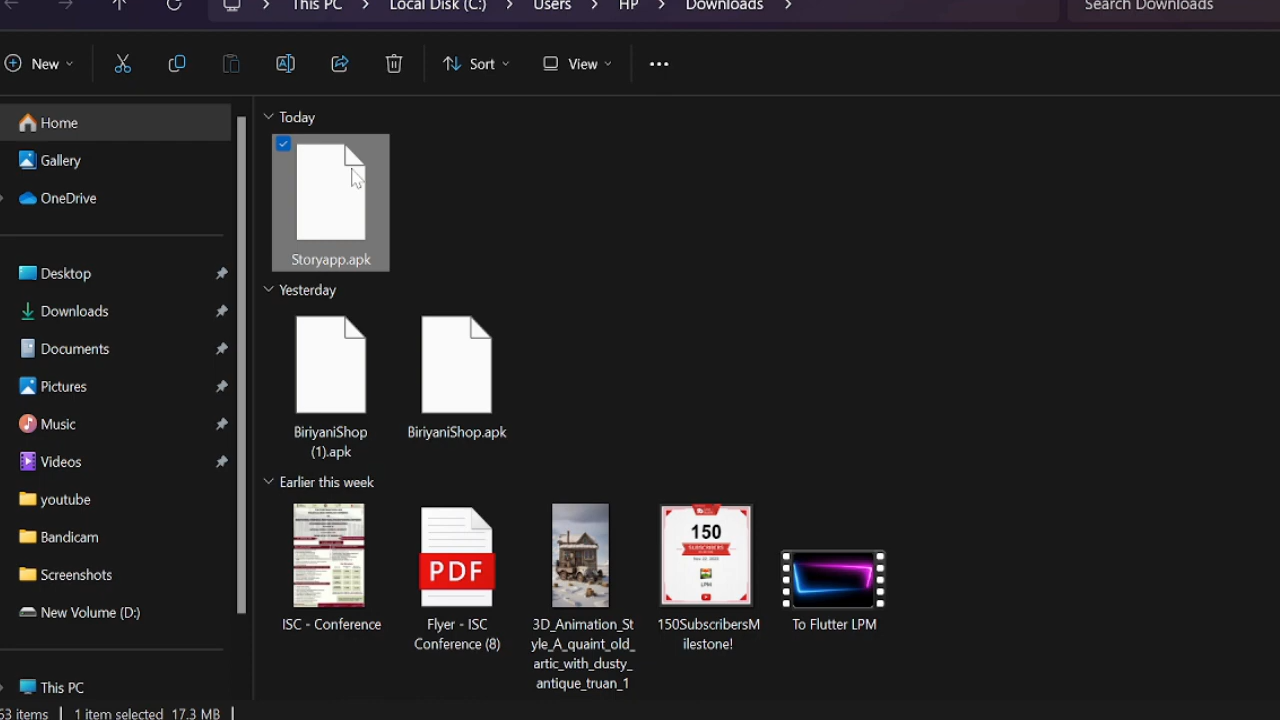 This PC > Local Disk (C:) > Users > HP > Downloads >
Search Downloads
New
Sort
View
Home
Gallery
OneDrive
Desktop
Downloads
Documents
Pictures
Music
Videos
youtube
Bandicam
Screenshots
New Volume (D:)
This PC
Today
Storyapp.apk
Yesterday
BiriyaniShop
(1).apk
BiriyaniShop.apk
Earlier this week
ISC - Conference
PDF
Flyer - ISC
Conference (8)
3D_Animation_St
yle_A_quaint_old_
artic_with_dusty_
antique_truan_1
150
SUBSCRIBERS
LPM
150SubscribersM
ilestone!
To Flutter LPM
63 items
1 item selected 17.3 MB